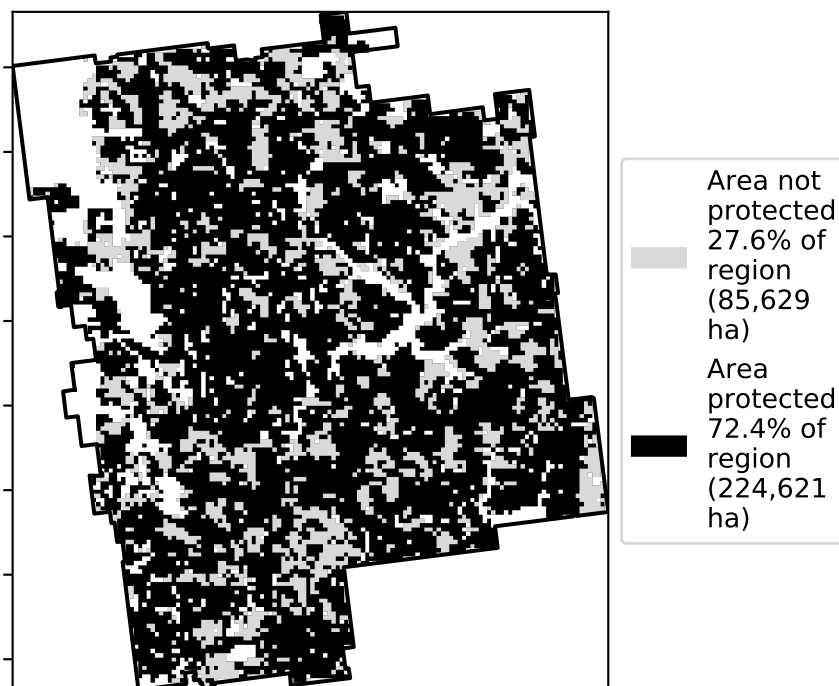 Area not
protected
27.6% of
region
(85,629
ha)
Area
protected
72.4% of
region
(224,621
ha)